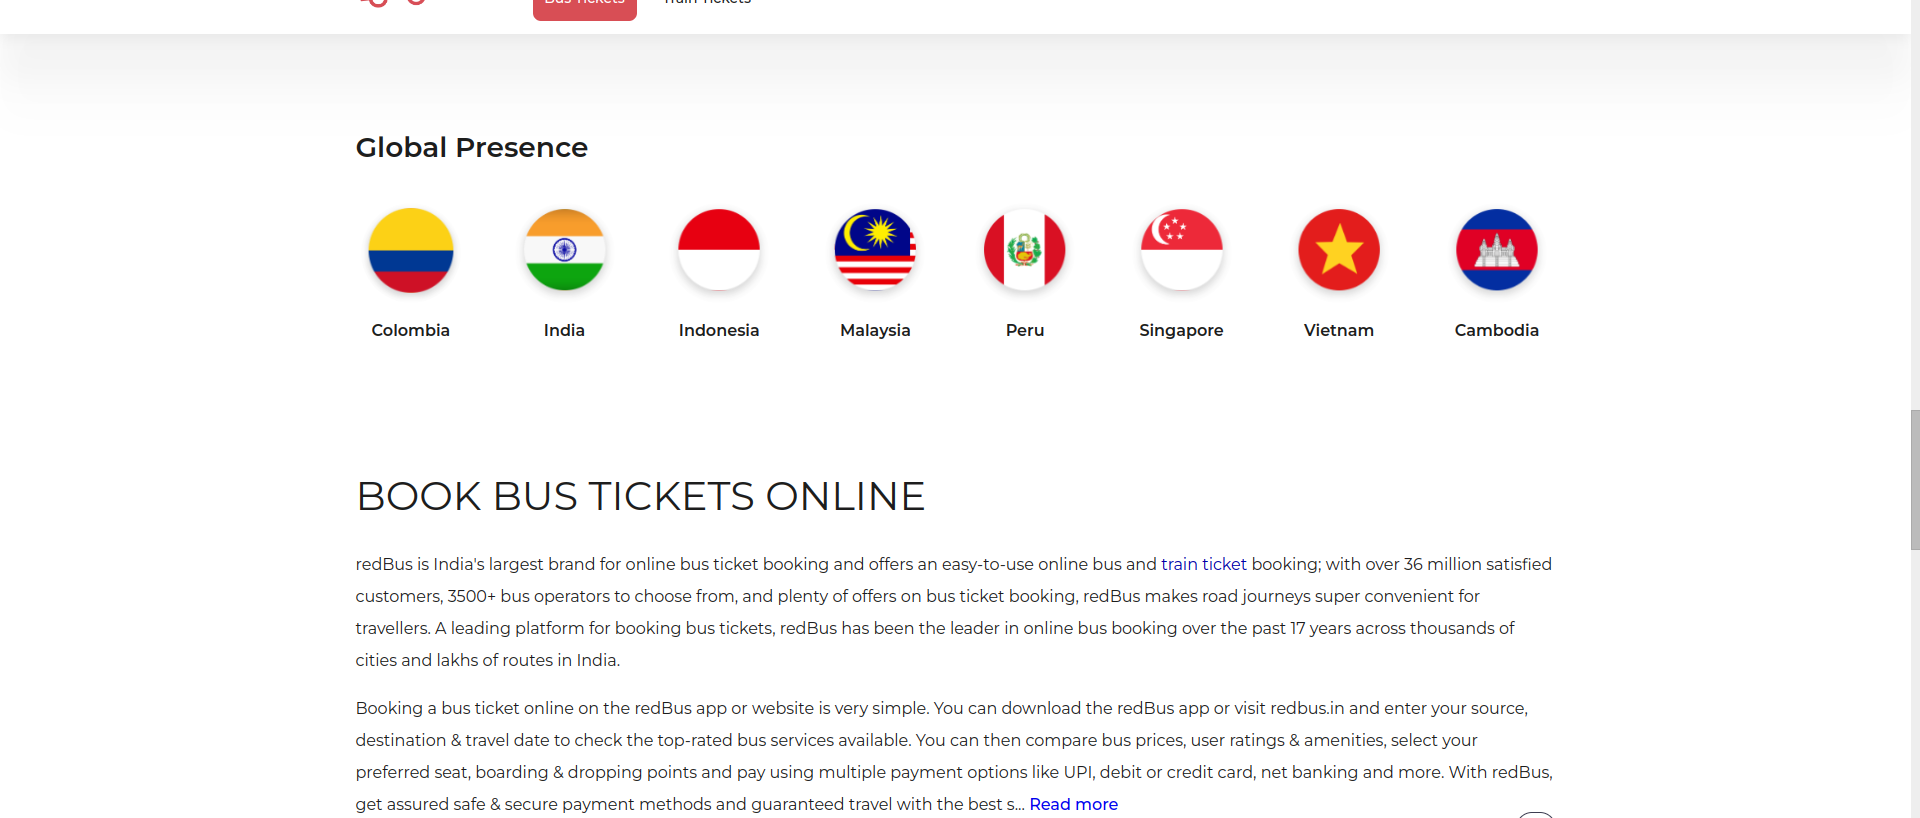 Bus Tickets Train Tickets
Global Presence
Colombia India Indonesia Malaysia Peru Singapore Vietnam Cambodia
BOOK BUS TICKETS ONLINE
redBus is India's largest brand for online bus ticket booking and offers an easy-to-use online bus and train ticket booking; with over 36 million satisfied
customers, 3500+ bus operators to choose from, and plenty of offers on bus ticket booking, redBus makes road journeys super convenient for
travellers. A leading platform for booking bus tickets, redBus has been the leader in online bus booking over the past 17 years across thousands of
cities and lakhs of routes in India.
Booking a bus ticket online on the redBus app or website is very simple. You can download the redBus app or visit redbus.in and enter your source,
destination & travel date to check the top-rated bus services available. You can then compare bus prices, user ratings & amenities, select your
preferred seat, boarding & dropping points and pay using multiple payment options like UPI, debit or credit card, net banking and more. With redBus,
get assured safe & secure payment methods and guaranteed travel with the best s... Read more